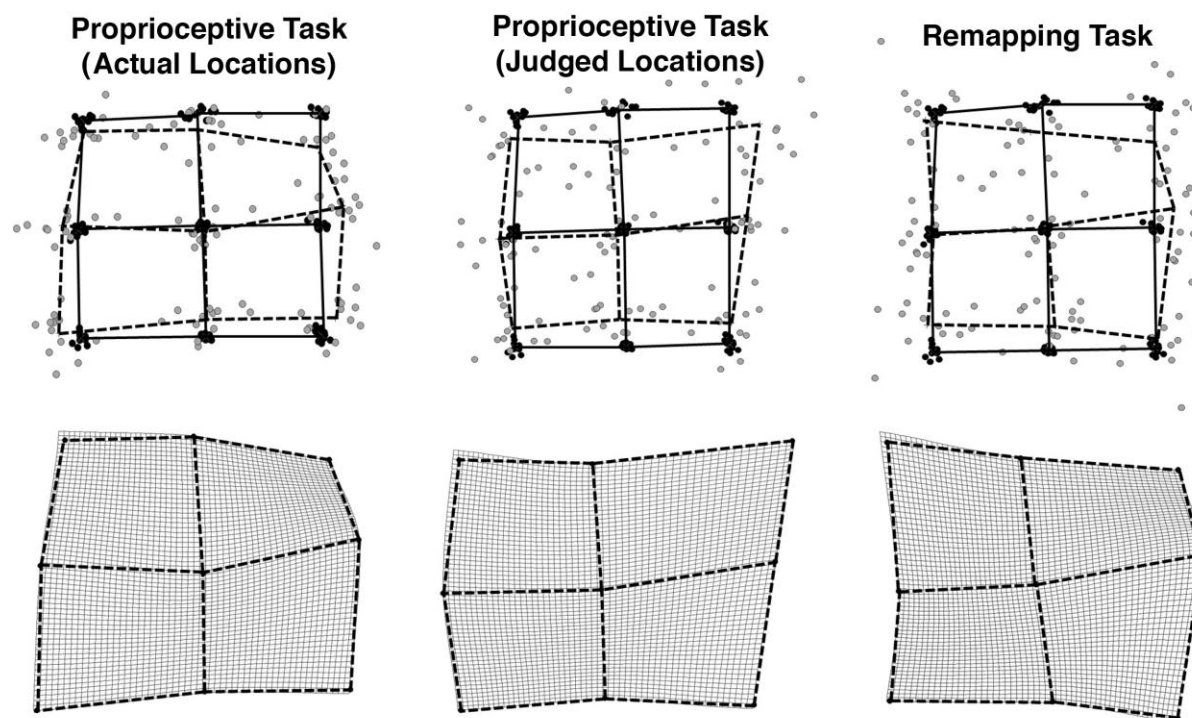 Proprioceptive Task
(Actual Locations)
Proprioceptive Task
(Judged Locations)
Remapping Task